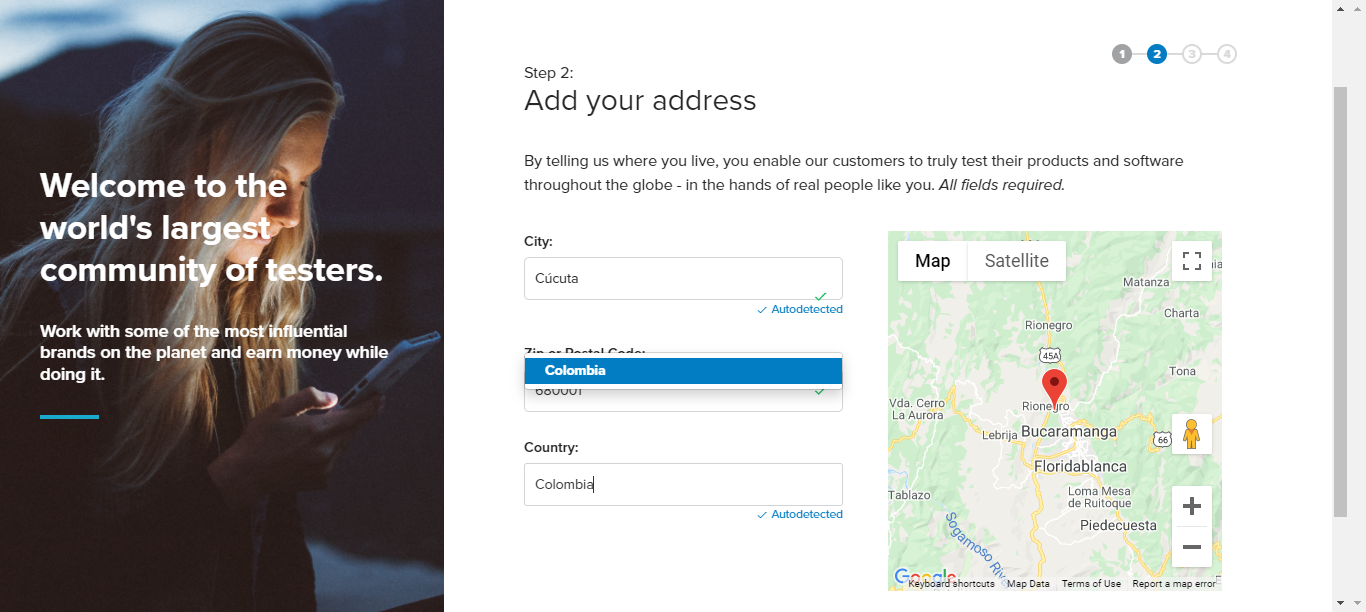 Welcome to the
world's largest
community of testers.
Work with some of the most influential
brands on the planet and earn money while
doing it.
1 2 3 4
Step 2:
Add your address
By telling us where you live, you enable our customers to truly test their products and software
throughout the globe - in the hands of real people like you. All fields required.
City:
Cúcuta
Autodetected
Zip or Postal Code:
Colombia
680001
Country:
Colombia
Autodetected
Map Satellite
Matanza
Charta
Rionegro
45A
Tona
Vda. Cerro
La Aurora
Rionegro
Lebrija Bucaramanga
66
Floridablanca
Tablazo
Loma Mesa
de Ruitoque
Piedecuesta
Sogamoso Riv
Google
Keyboard shortcuts Map Data Terms of Use Report a map error